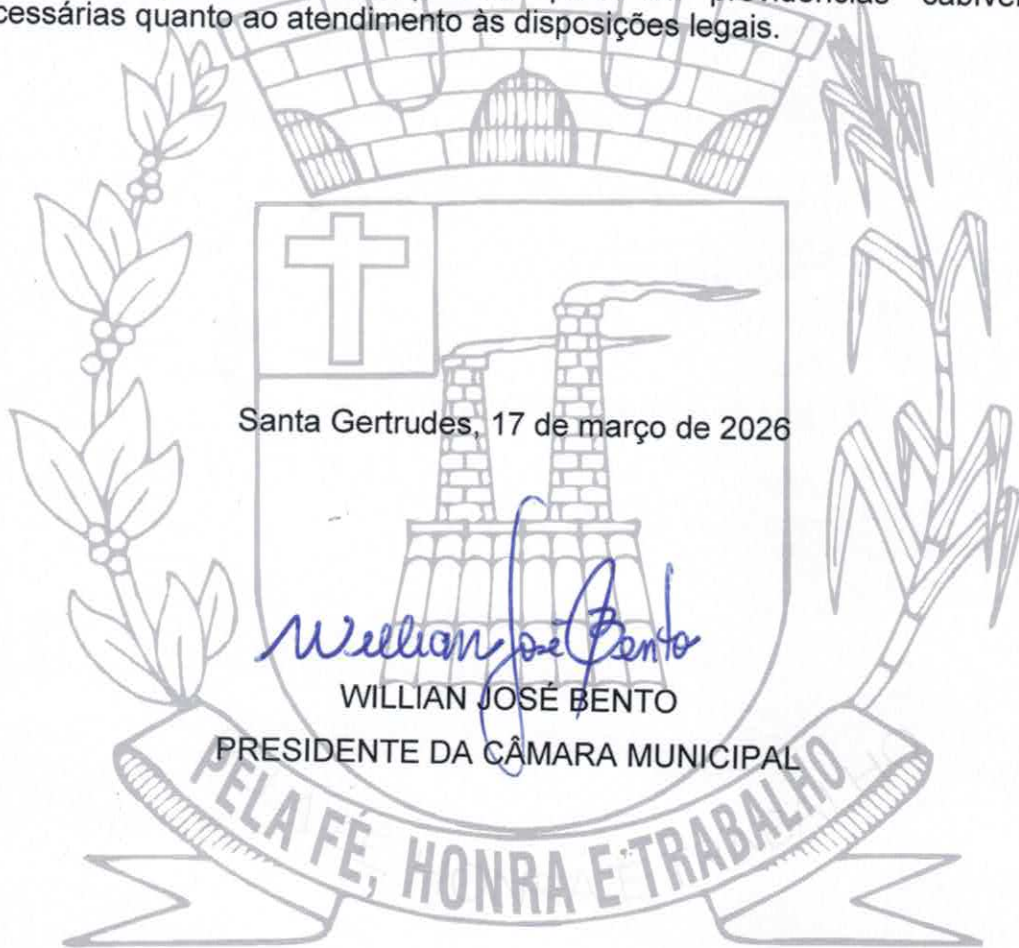 providências
cessárias quanto ao atendimento às disposições legais.
Santa Gertrudes, 17 de março de 2026
Willian José Bento
WILLIAN JOSÉ BENTO
PRESIDENTE DA CÂMARA MUNICIPAL
PELA FÉ, HONRA E TRABALHO